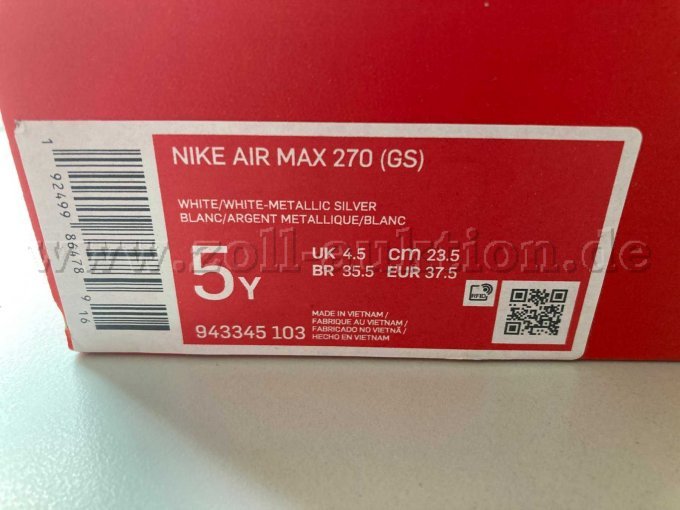 NIKE AIR MAX 270 (GS)
WHITE/WHITE-METALLIC SILVER
BLANC/ARGENT METALLIQUE/BLANC
www.zoll-auktion.de
5Y
UK 4.5 cm 23.5
BR 35.5 EUR 37.5
943345 103
MADE IN VIETNAM/
FABRIQUE AU VIETNAM/
FABRICADO NO VIETNÃ/
HECHO EN VIETNAM
RFID
1 92499 86478 916